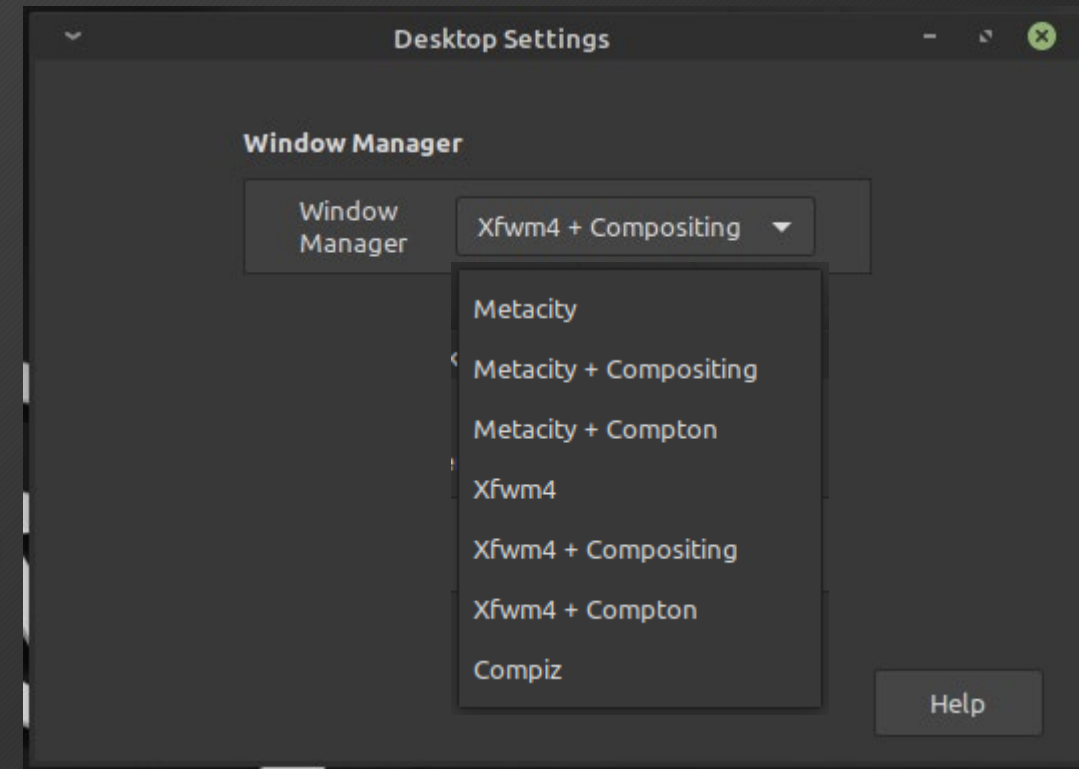 Desktop Settings
Window Manager
Window
Manager
Xfwm4 + Compositing
Metacity
Metacity + Compositing
Metacity + Compton
Xfwm4
Xfwm4 + Compositing
Xfwm4 + Compton
Compiz
Help